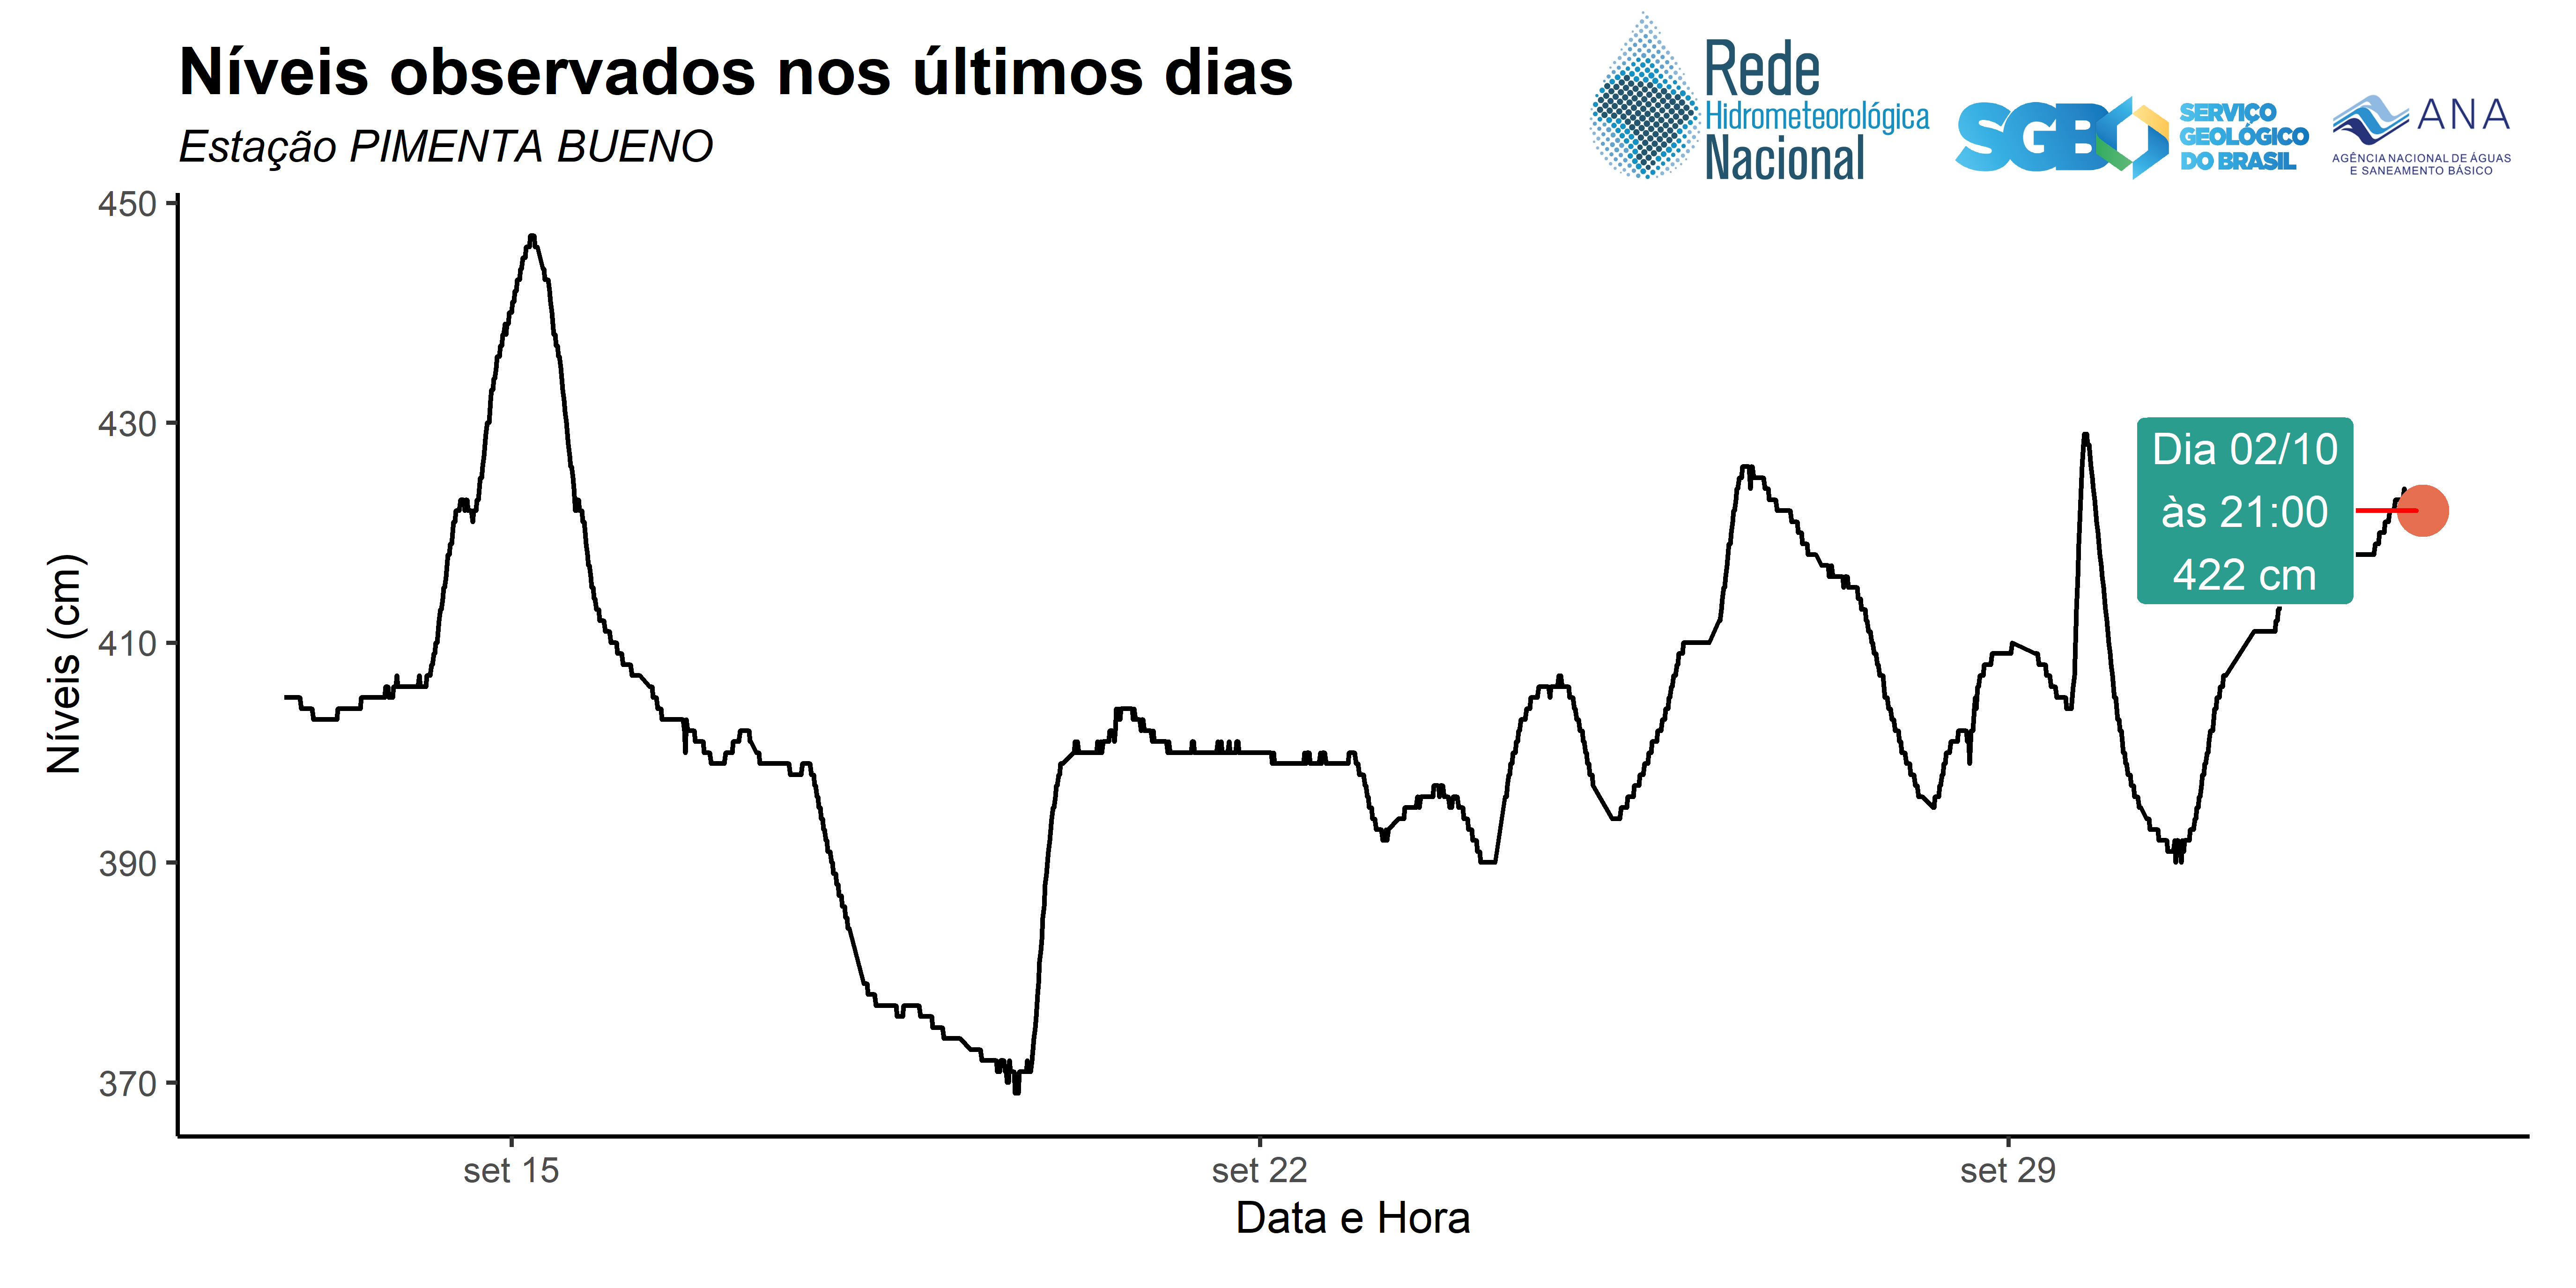 Níveis observados nos últimos dias
Estação PIMENTA BUENO
Rede
Hidrometeorológica
Nacional
SGB
SERVIÇO
GEOLÓGICO
DO BRASIL
ANA
AGÊNCIA NACIONAL DE ÁGUAS
E SANEAMENTO BÁSICO
450
430
410
390
370
Níveis (cm)
Dia 02/10
às 21:00
422 cm
set 15
set 22
set 29
Data e Hora